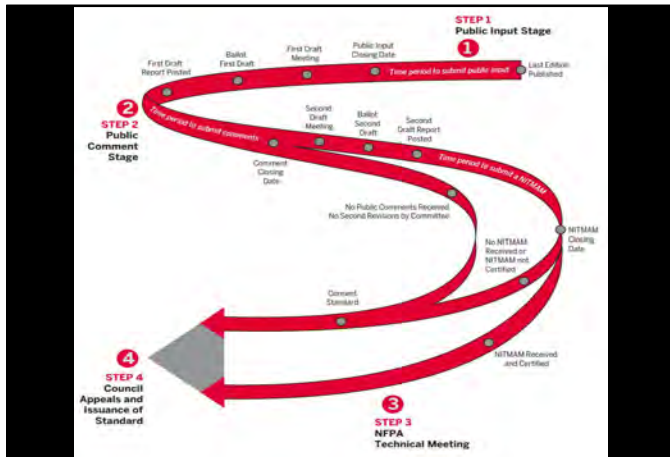 STEP 1
Public Input Stage
1
Public Input
Closing Date
First Draft
Meeting
Ballot
First Draft
First Draft
Report Posted
Time period to submit public input
Last Edition
Published
2
STEP 2
Public
Comment
Stage
Time period to submit comments
Second
Draft
Meeting
Ballot
Second
Draft
Second
Draft Report
Posted
Time period to submit a NITMAM
Comment
Closing
Date
No Public Comments Received
No Second Revisions by Committee
NITMAM
Closing
Date
No NITMAM
Received or
NITMAM not
Certified
Consent
Standard
4
STEP 4
Council
Appeals and
Issuance of
Standard
NITMAM Received
and Certified
3
STEP 3
NFPA
Technical Meeting